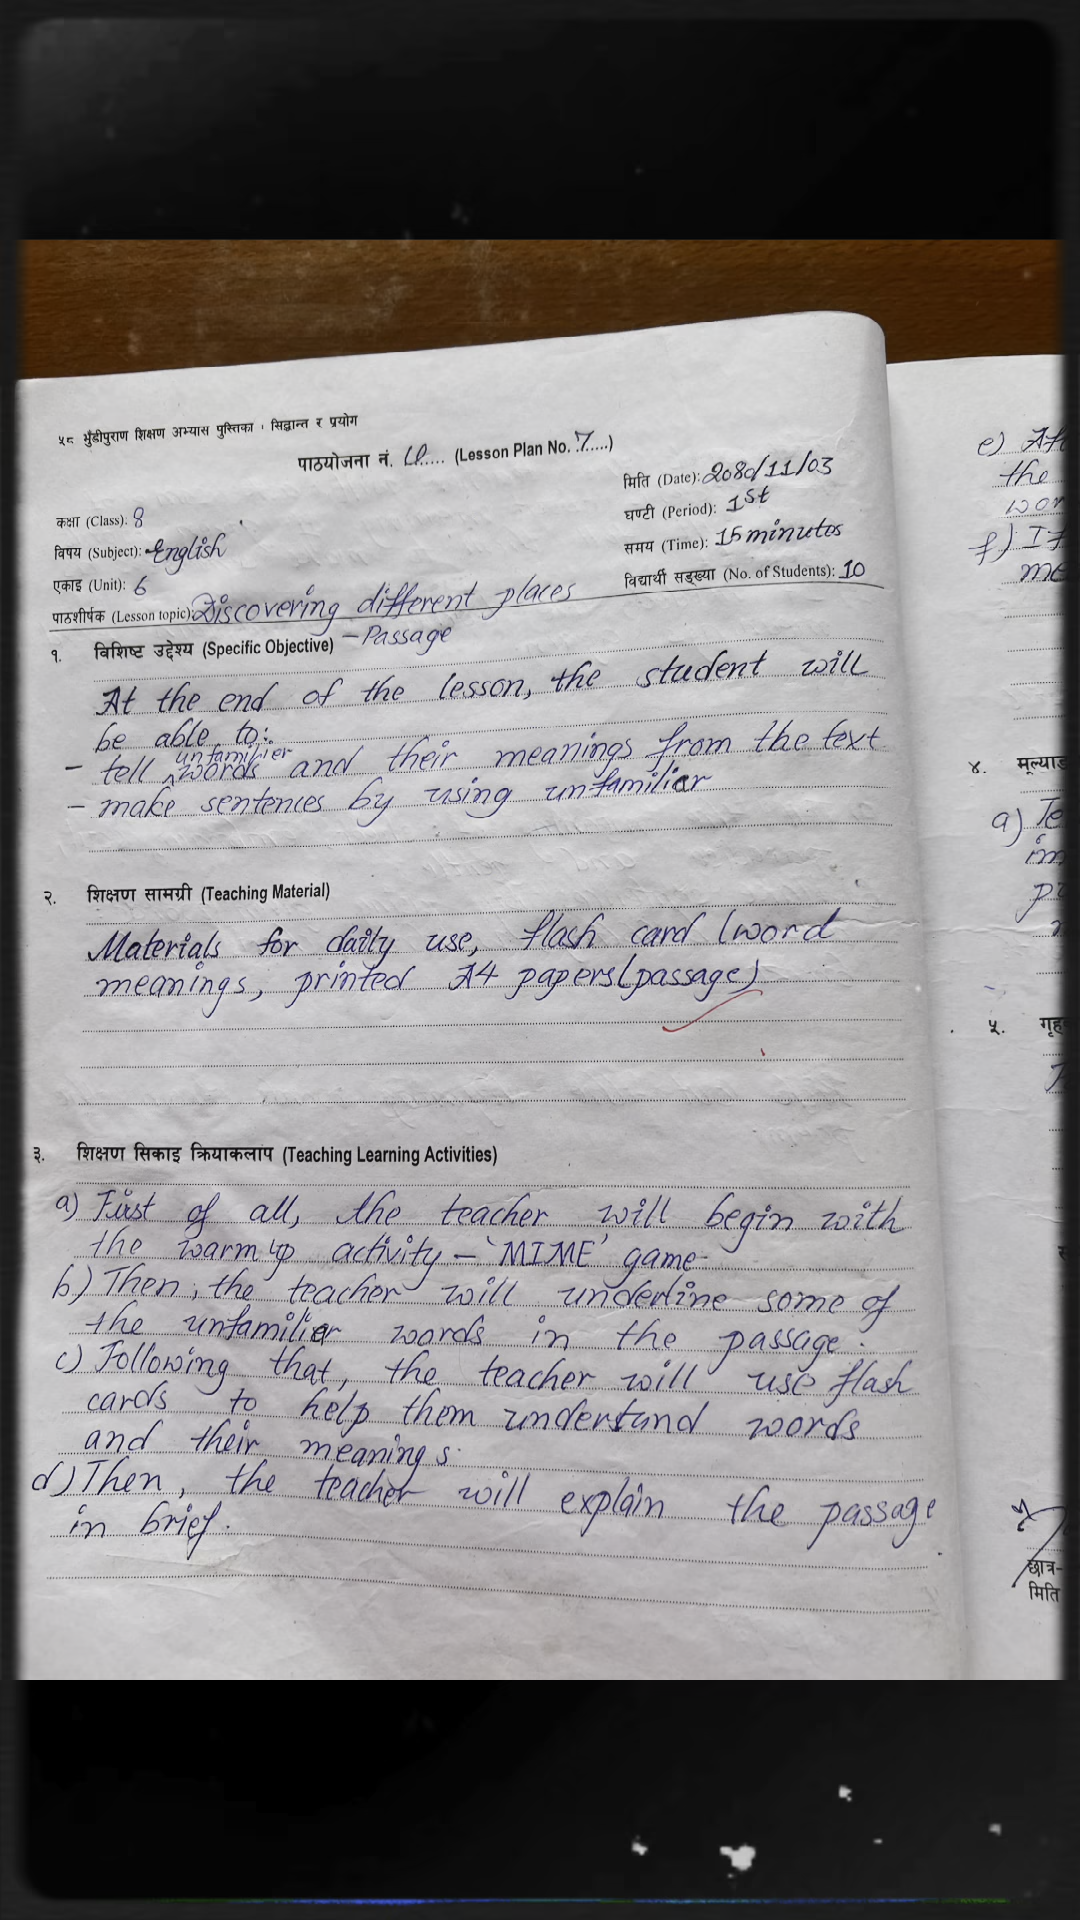 ५८ भुँडीपुराण शिक्षण अभ्यास पुस्तिका : सिद्धान्त र प्रयोग
पाठयोजना नं. ..... (Lesson Plan No. 7.....)
मिति (Date): 2080/11/03
कक्षा (Class): 8
घण्टी (Period): 1st
विषय (Subject): English
समय (Time): 15 minutes
एकाइ (Unit): 6
विद्यार्थी सङ्ख्या (No. of Students): 10
पाठशीर्षक (Lesson topic): Discovering different places
१. विशिष्ट उद्देश्य (Specific Objective) - Passage
At the end of the lesson, the student will
be able to:
unfamilier
- tell ^words and their meanings from the text
- make sentences by using unfamiliar
२. शिक्षण सामग्री (Teaching Material)
Materials for daily use, flash card (word
meanings, printed A4 papers(passage)
३. शिक्षण सिकाइ क्रियाकलाप (Teaching Learning Activities)
a) First of all, the teacher will begin with
the warm up activity - 'MIME' game
b) Then, the teacher will underline some of
the unfamiliar words in the passage.
c) Following that, the teacher will use flash
cards to help them understand words
and their meanings.
d) Then, the teacher will explain the passage
in brief.
e)
the
f)
४.
a)
५.
मिति